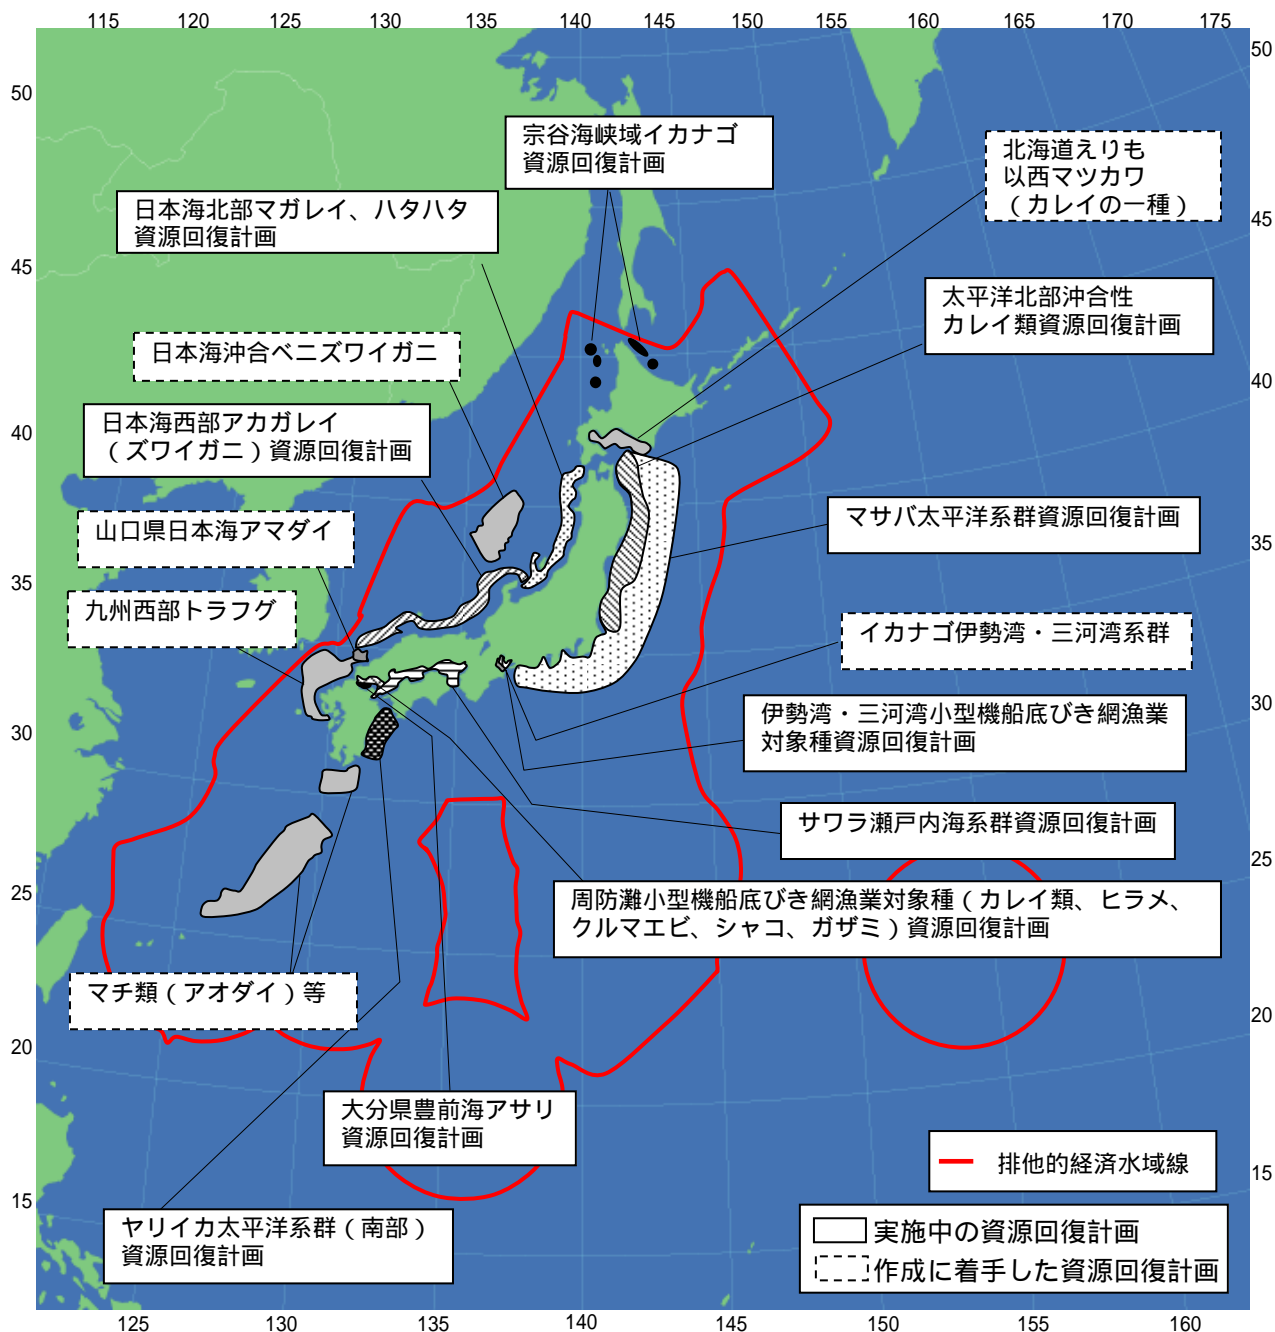 115
120
125
130
135
140
145
150
155
160
165
170
175
50
50
宗谷海峡域イカナゴ
資源回復計画
北海道えりも
以西マツカワ
（カレイの一種）
日本海北部マガレイ、ハタハタ
資源回復計画
45
45
太平洋北部沖合性
カレイ類資源回復計画
日本海沖合ベニズワイガニ
40
40
日本海西部アカガレイ
（ズワイガニ）資源回復計画
マサバ太平洋系群資源回復計画
山口県日本海アマダイ
35
35
九州西部トラフグ
イカナゴ伊勢湾・三河湾系群
伊勢湾・三河湾小型機船底びき網漁業
対象種資源回復計画
30
30
サワラ瀬戸内海系群資源回復計画
25
25
周防灘小型機船底びき網漁業対象種（カレイ類、ヒラメ、
クルマエビ、シャコ、ガザミ）資源回復計画
マチ類（アオダイ）等
20
20
大分県豊前海アサリ
資源回復計画
排他的経済水域線
15
15
ヤリイカ太平洋系群（南部）
資源回復計画
実施中の資源回復計画
作成に着手した資源回復計画
125
130
135
140
145
150
155
160